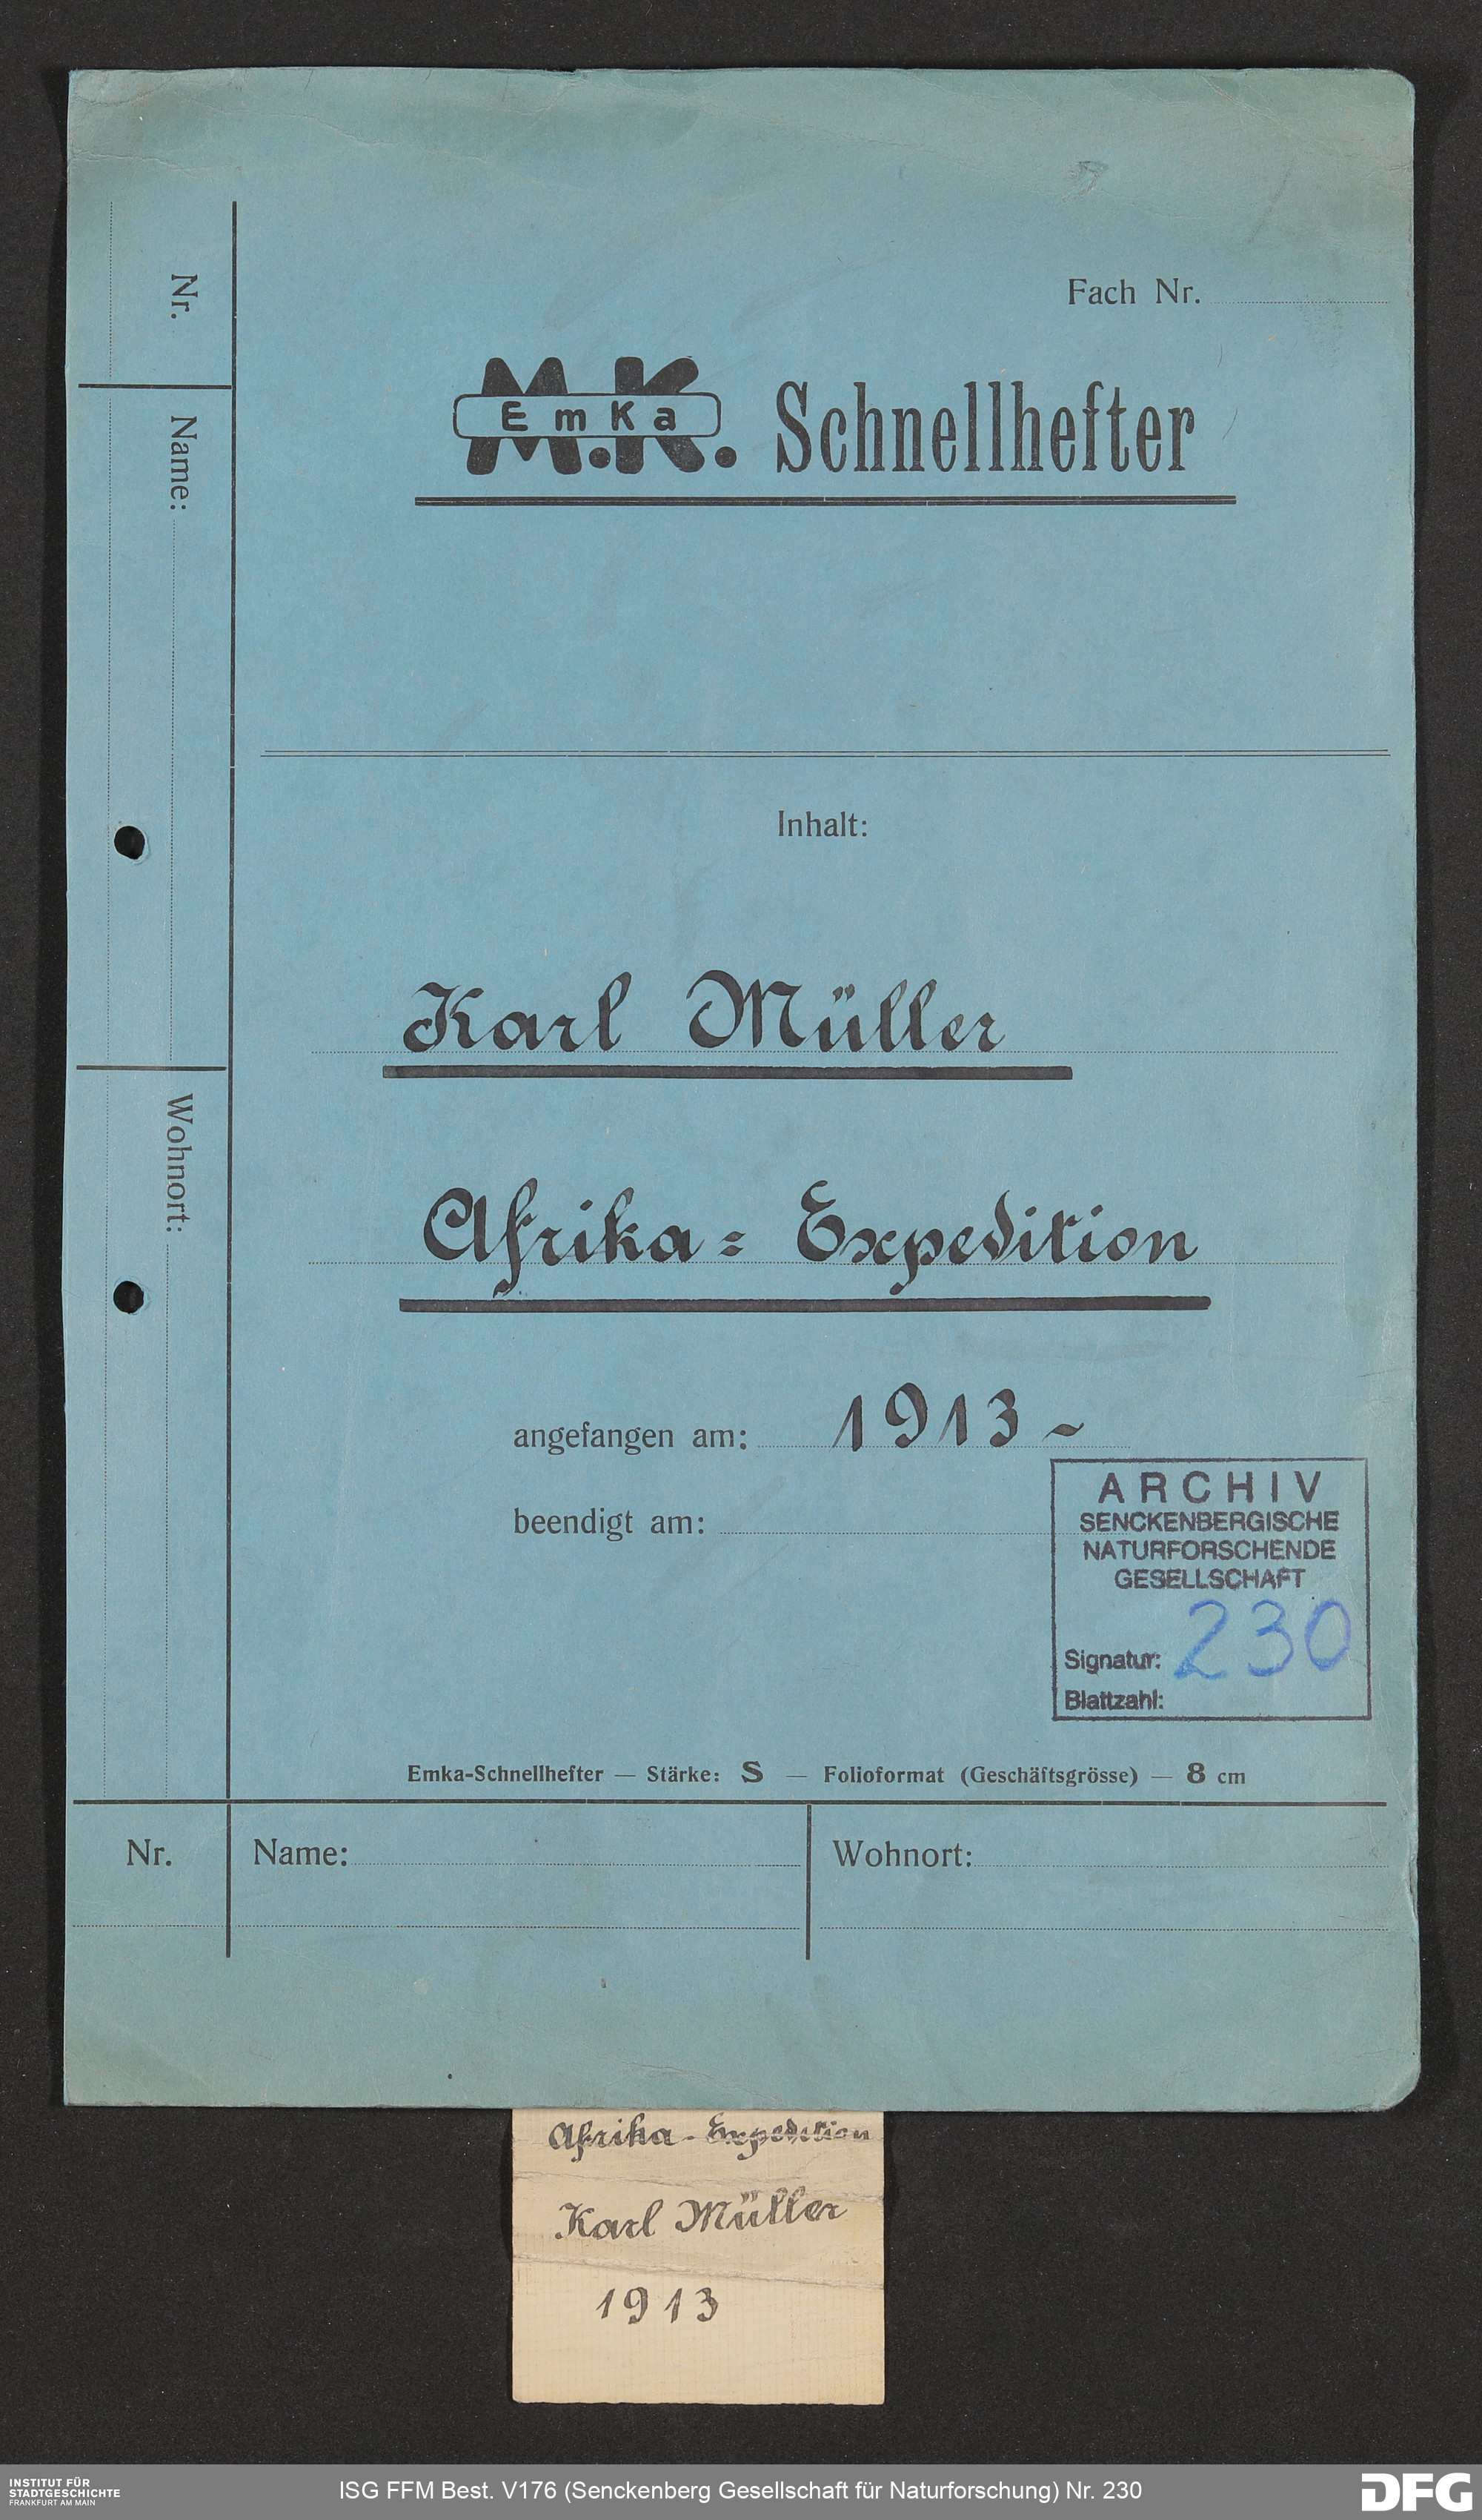 Fach Nr.
M.K.
EmKa
Schnellhefter
Inhalt:
Karl Müller
Afrika = Expedition
angefangen am: 1913 ~
beendigt am:
ARCHIV
SENCKENBERGISCHE
NATURFORSCHENDE
GESELLSCHAFT
Signatur: 230
Blattzahl:
Emka-Schnellhefter — Stärke: S — Folioformat (Geschäftsgrösse) — 8 cm
Nr.
Name:
Wohnort:
Nr. Name: Wohnort:
Afrika - Expedition
Karl Müller
1913
INSTITUT FÜR
STADTGESCHICHTE
FRANKFURT AM MAIN
ISG FFM Best. V176 (Senckenberg Gesellschaft für Naturforschung) Nr. 230
DFG